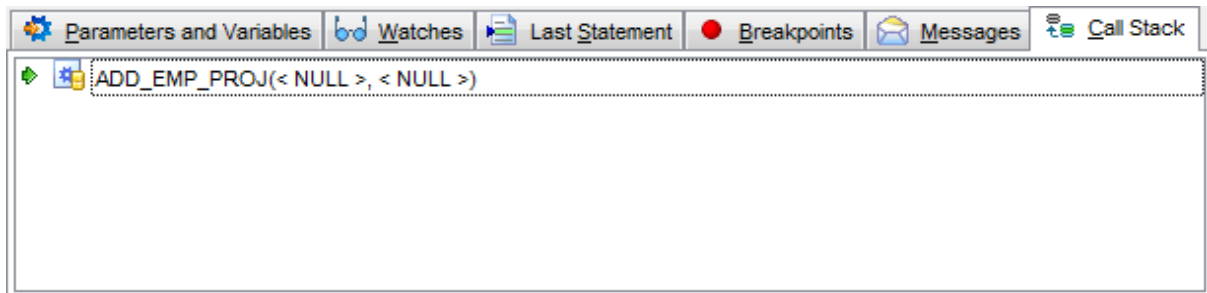 Parameters and Variables Watches Last Statement Breakpoints Messages Call Stack
ADD_EMP_PROJ(< NULL >, < NULL >)